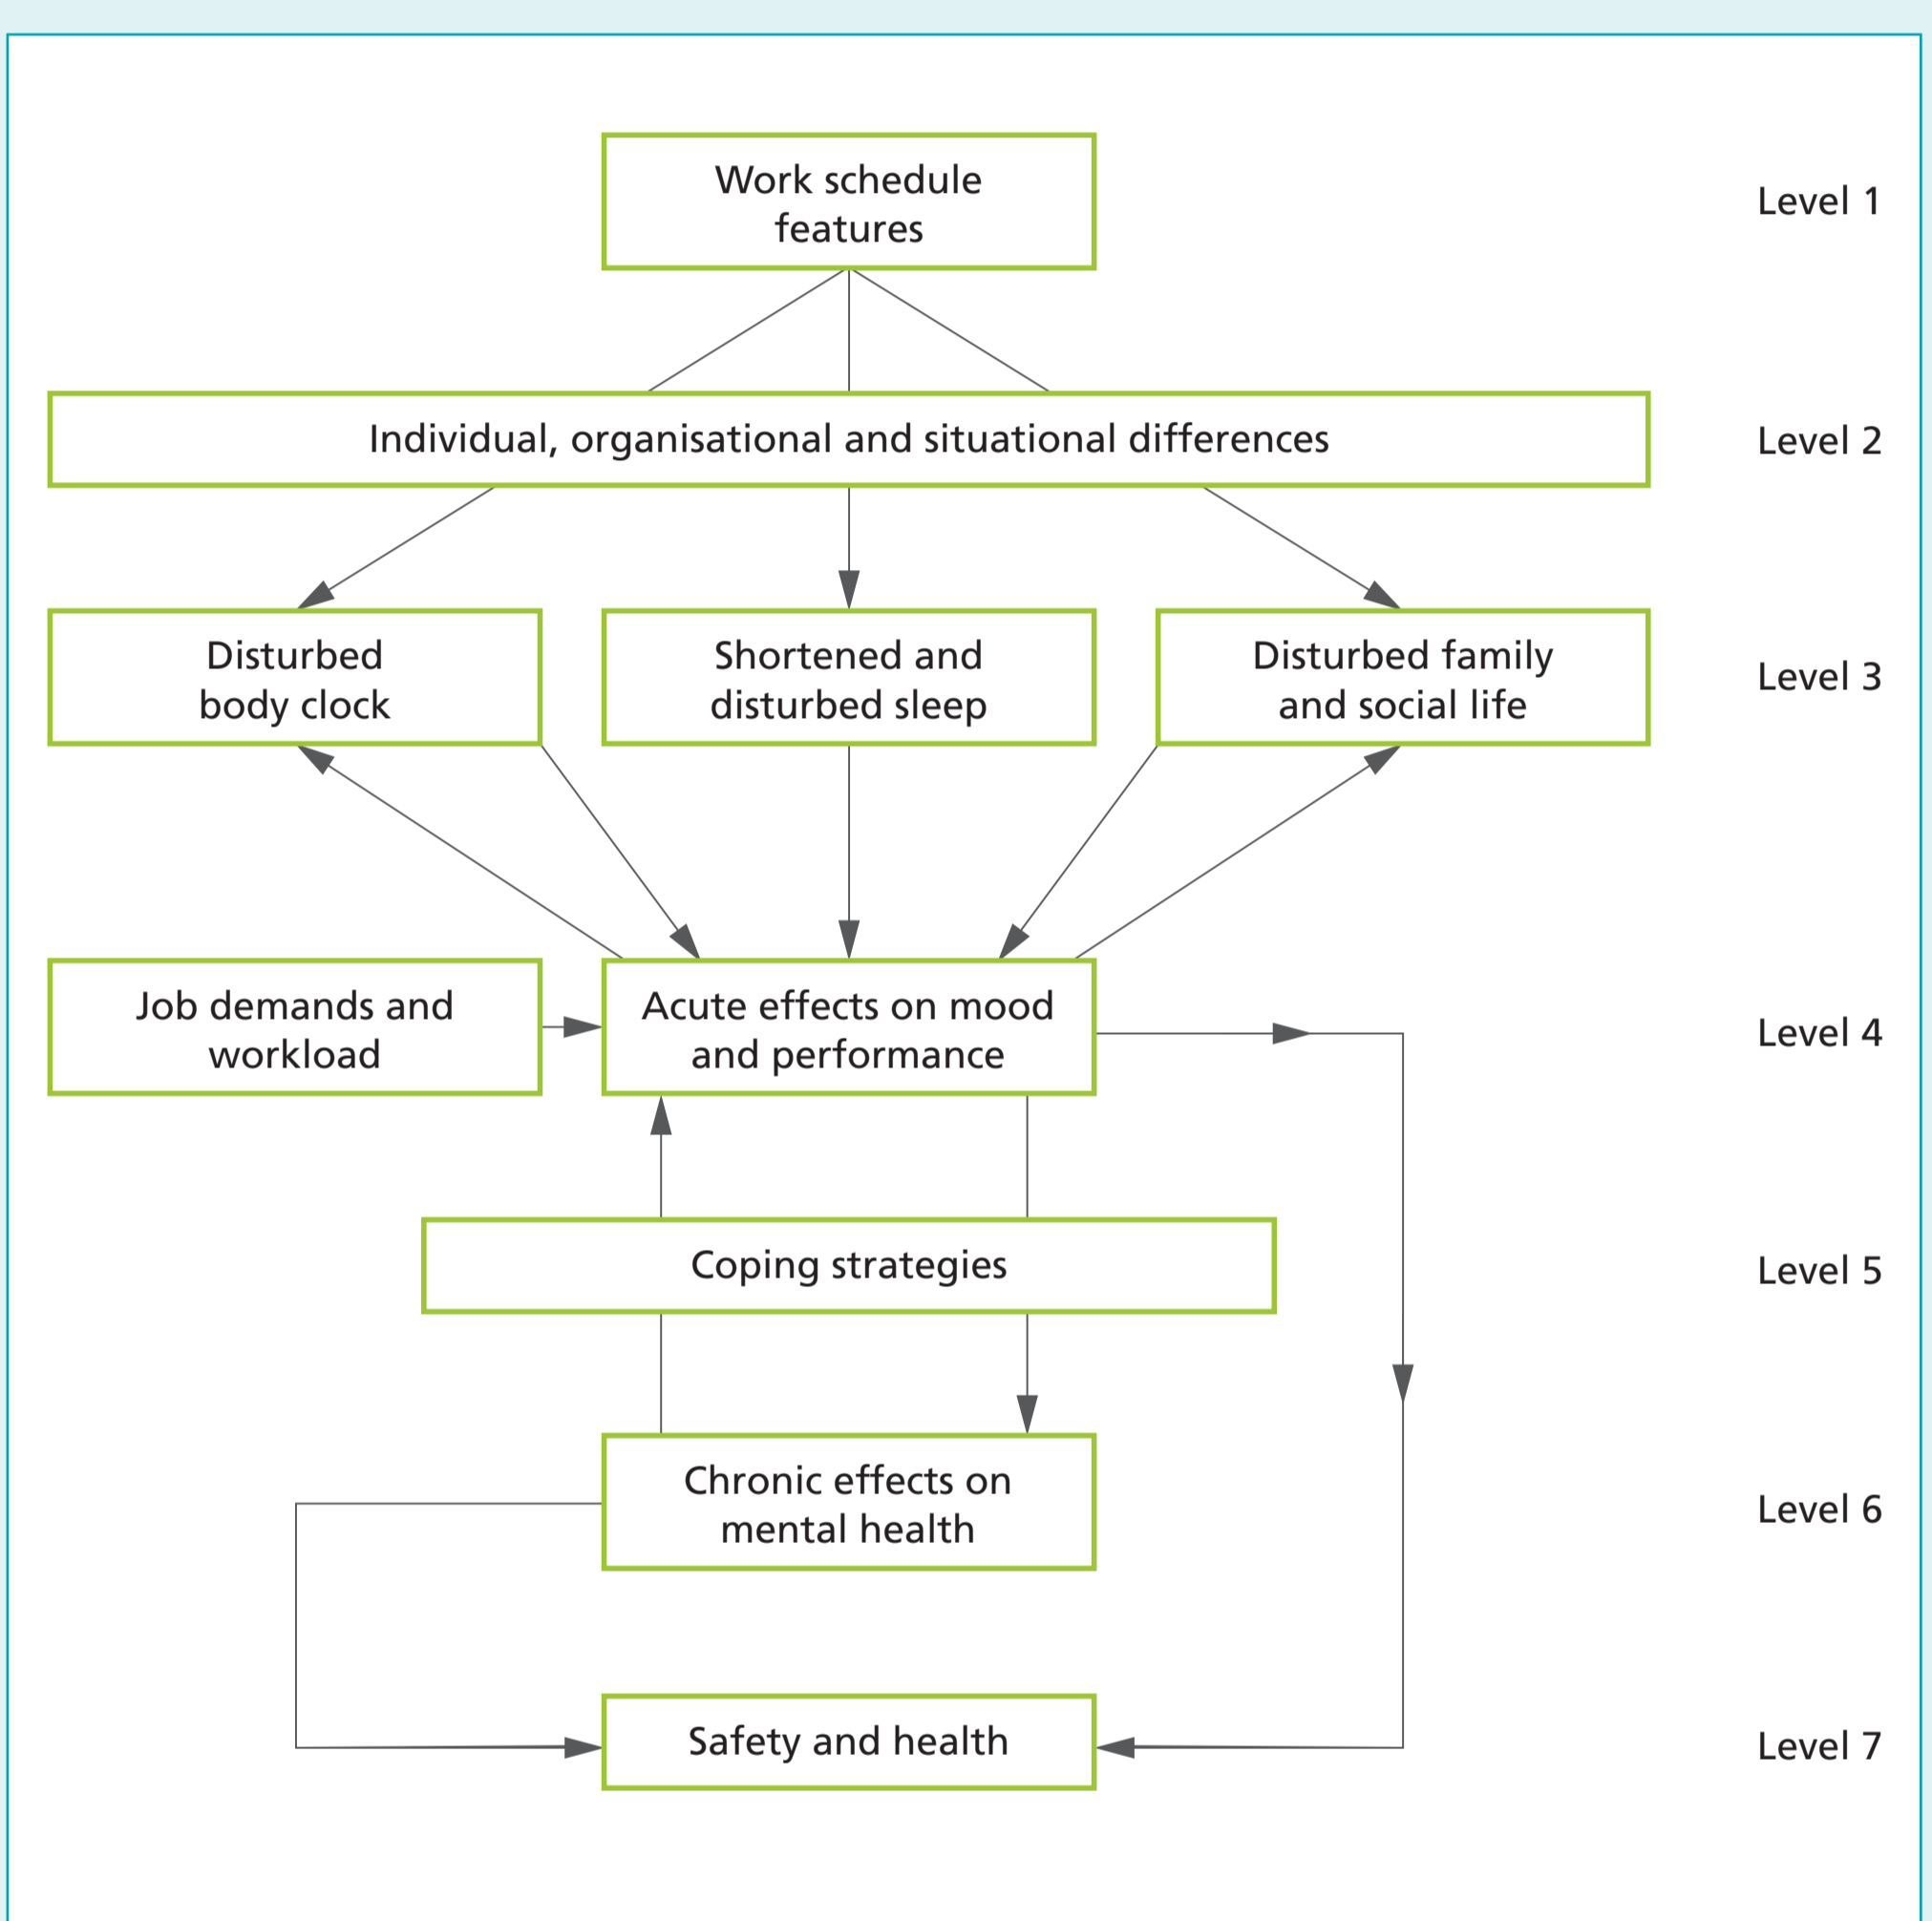 Work schedule
features
Level 1
Individual, organisational and situational differences
Level 2
Disturbed
body clock
Shortened and
disturbed sleep
Disturbed family
and social life
Level 3
Job demands and
workload
Acute effects on mood
and performance
Level 4
Coping strategies
Level 5
Chronic effects on
mental health
Level 6
Safety and health
Level 7